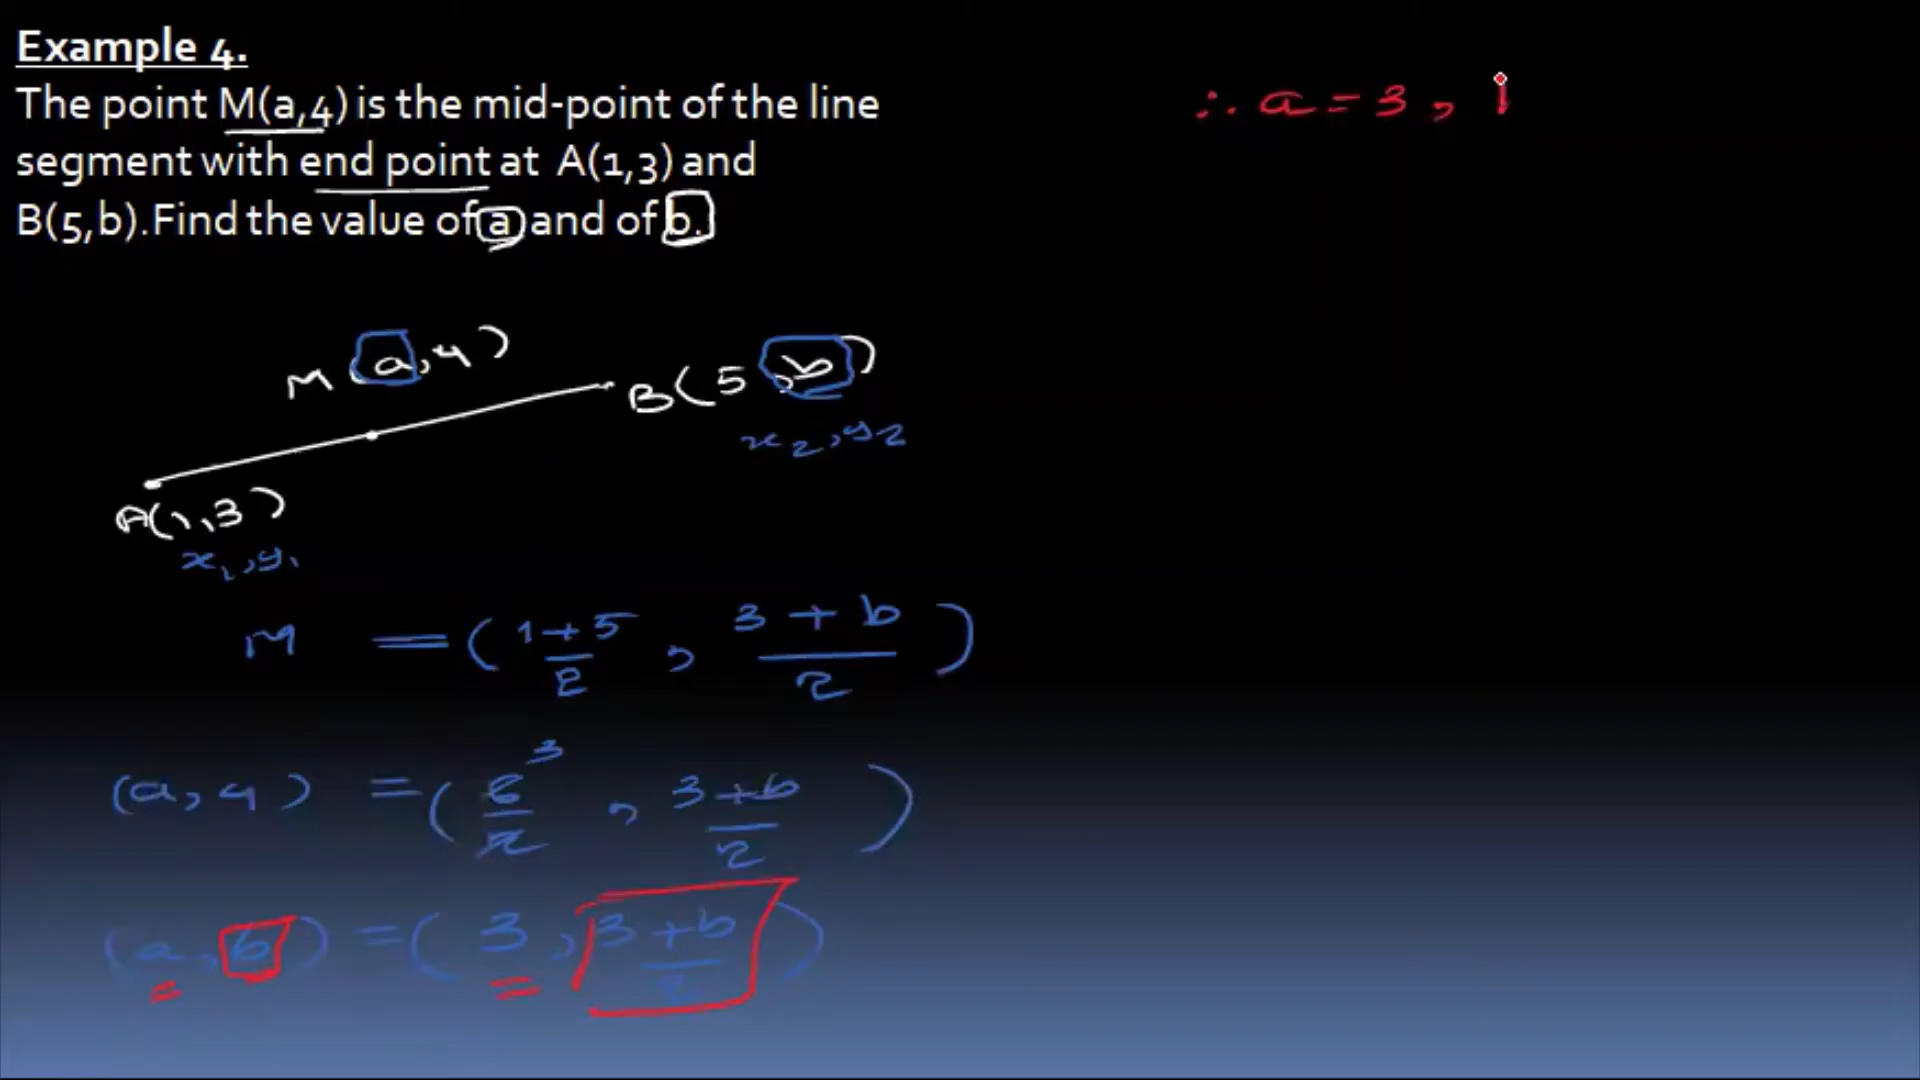 Example 4.
The point M(a,4) is the mid-point of the line
segment with end point at A(1,3) and
B(5,b).Find the value of a and of b.
∴ a = 3 ,
M (a,4)
B(5,b)
x2,y2
A(1,3)
x1,y1
M = (1+5/2 , 3+b/2)
(a,4) = (6/2 3 , 3+b/2)
(a,b) = (3, 3+b/2)